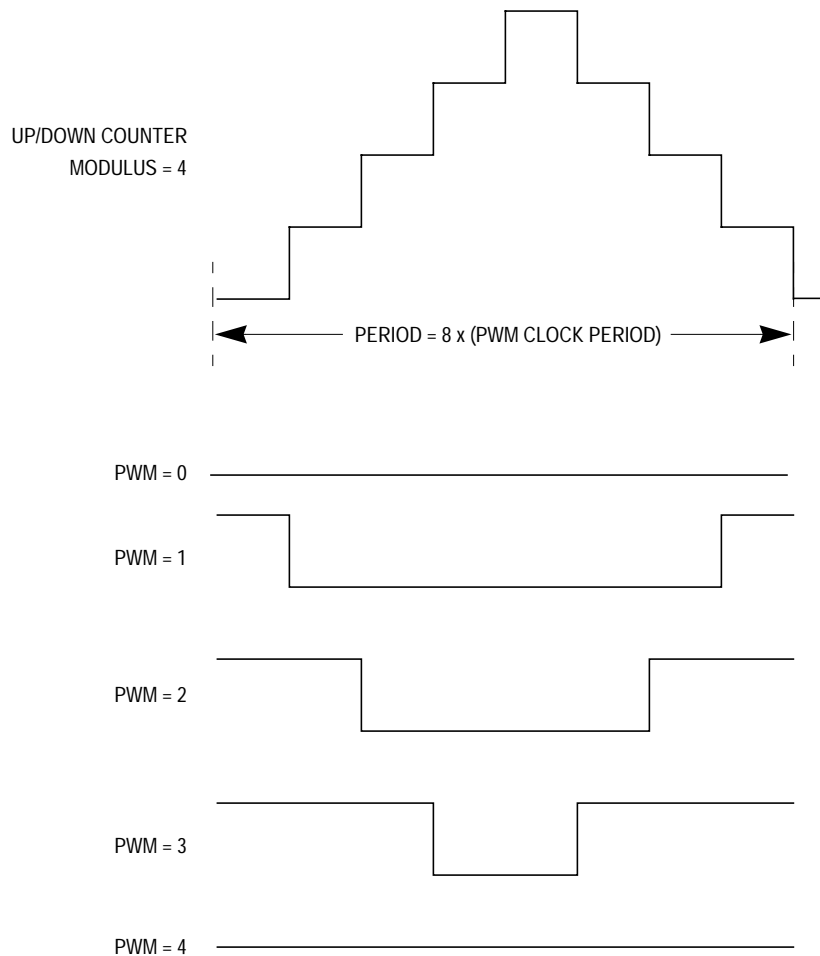 UP/DOWN COUNTER
MODULUS = 4
PERIOD = 8 x (PWM CLOCK PERIOD)
PWM = 0
PWM = 1
PWM = 2
PWM = 3
PWM = 4